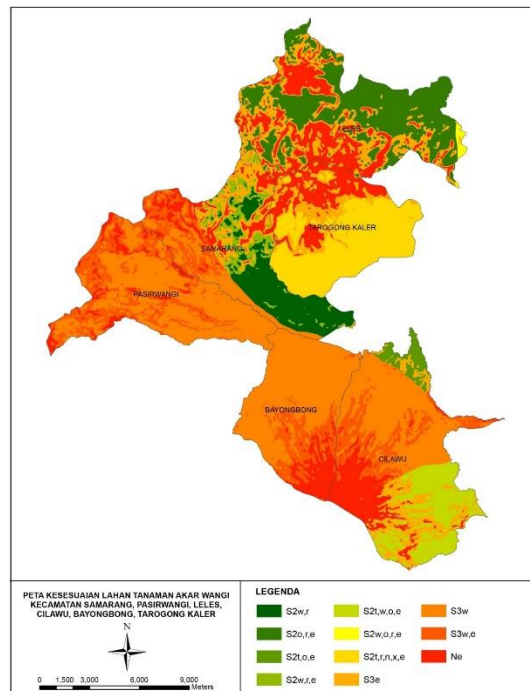 LELES
TAROGONG KALER
SAMARANG
PASIRWANGI
BAYONGBONG
CILAWU
PETA KESESUAIAN LAHAN TANAMAN AKAR WANGI
KECAMATAN SAMARANG, PASIRWANGI, LELES,
CILAWU, BAYONGBONG, TAROGONG KALER
N
0 1,500 3,000 6,000 9,000
Meters
LEGENDA
S2w,r
S2o,r,e
S2t,o,e
S2w,r,e
S2t,w,o,e
S2w,o,r,e
S2t,r,n,x,e
S3e
S3w
S3w,e
Ne